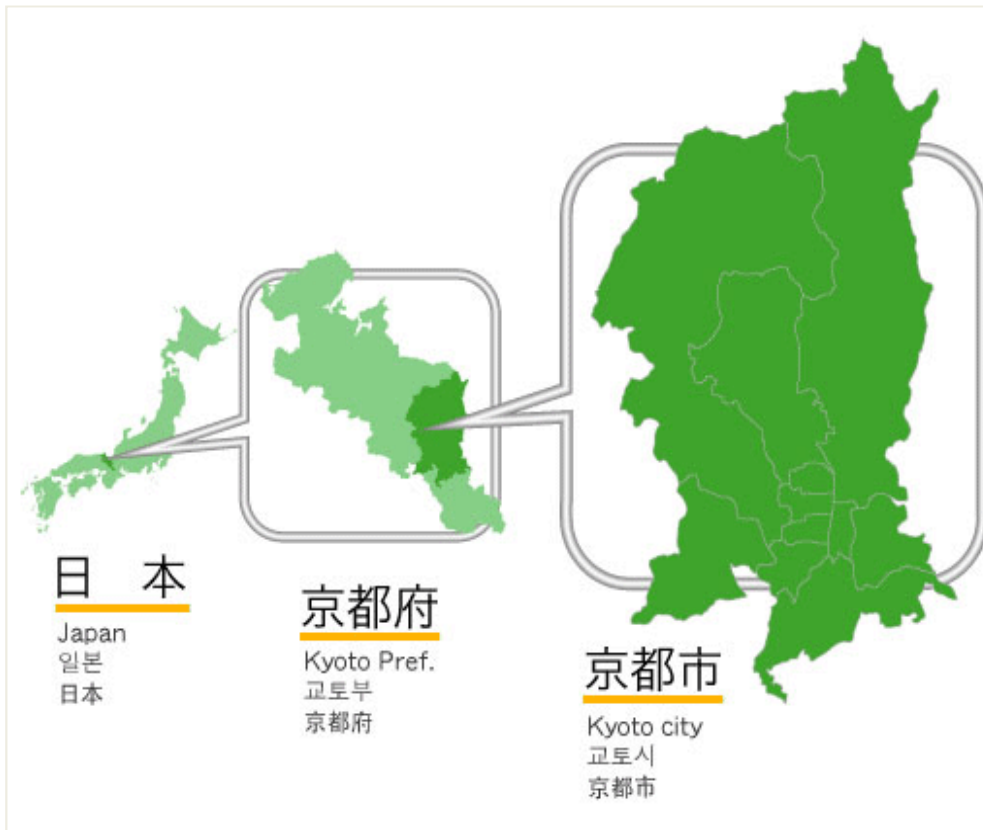 日 本
Japan
일본
日本
京都府
Kyoto Pref.
교토부
京都府
京都市
Kyoto city
교토시
京都市